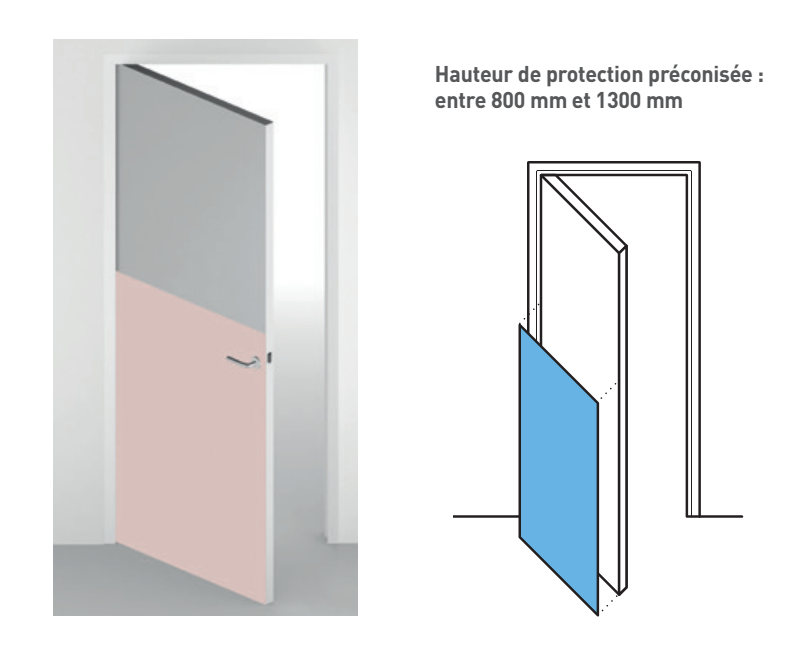 Hauteur de protection préconisée :
entre 800 mm et 1300 mm